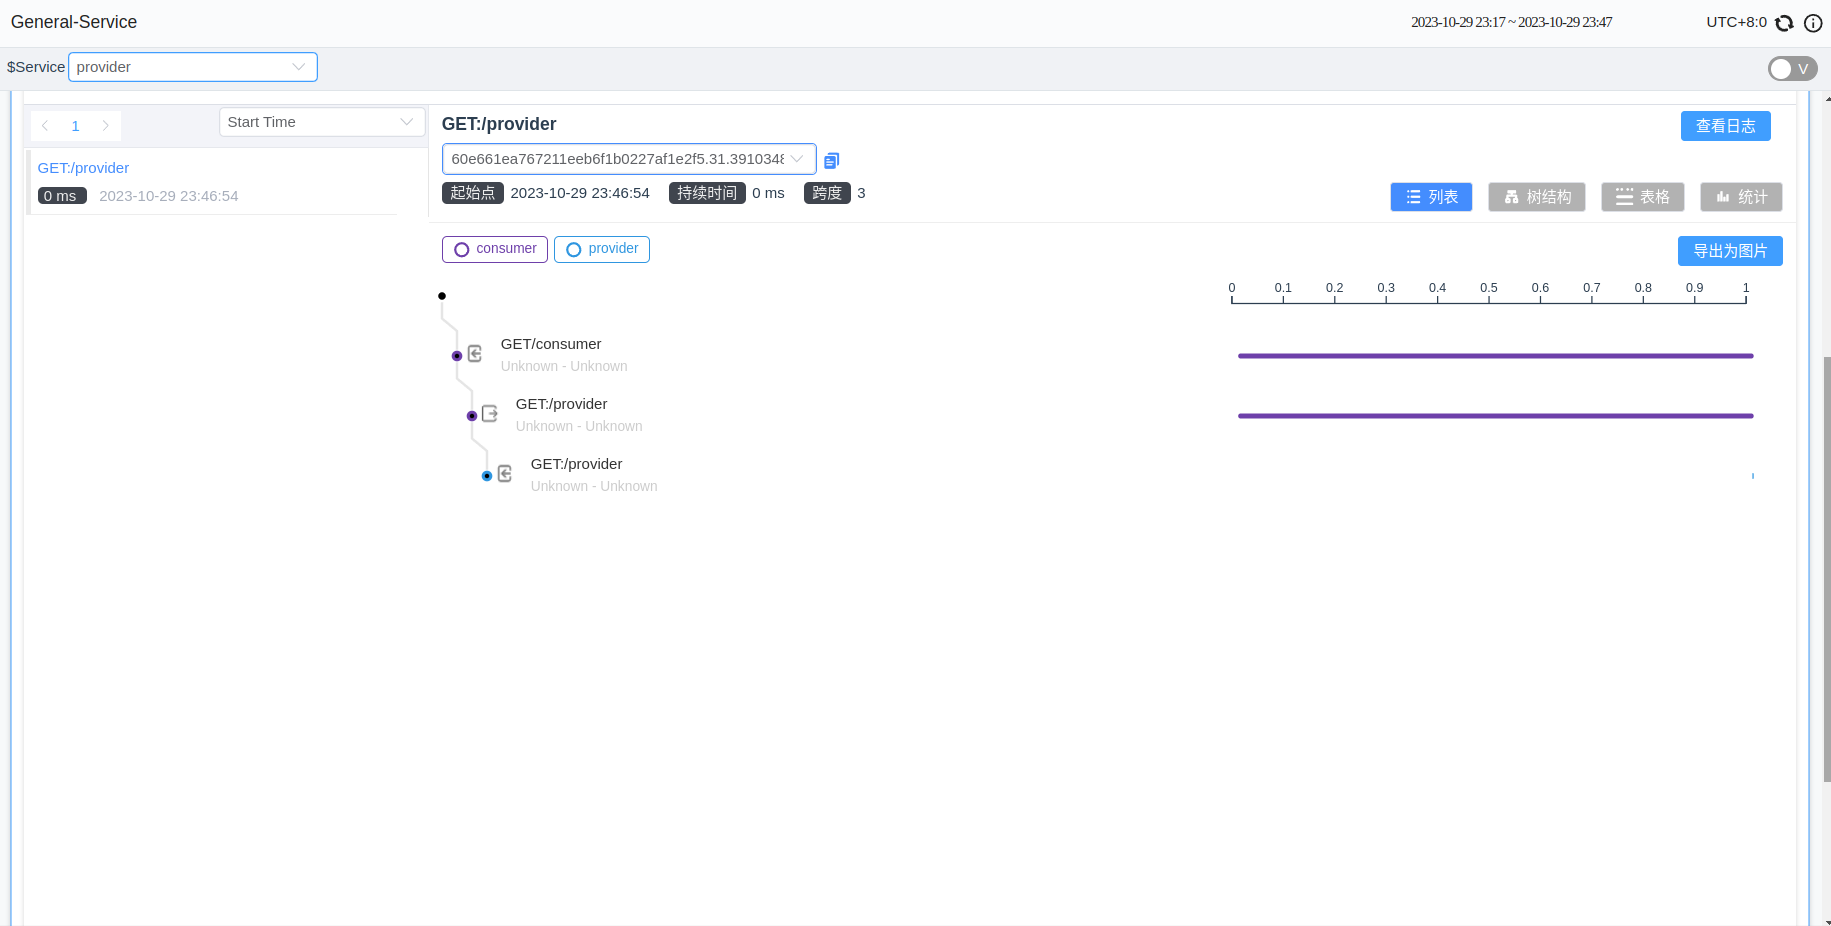 General-Service
2023-10-29 23:17 ~ 2023-10-29 23:47
UTC+8:0
$Service
provider
V
1
Start Time
GET:/provider
0 ms
2023-10-29 23:46:54
GET:/provider
查看日志
60e661ea767211eeb6f1b0227af1e2f5.31.3910348
起始点 2023-10-29 23:46:54 持续时间 0 ms 跨度 3
列表
树结构
表格
统计
consumer
provider
导出为图片
0 0.1 0.2 0.3 0.4 0.5 0.6 0.7 0.8 0.9 1
GET/consumer
Unknown - Unknown
GET:/provider
Unknown - Unknown
GET:/provider
Unknown - Unknown